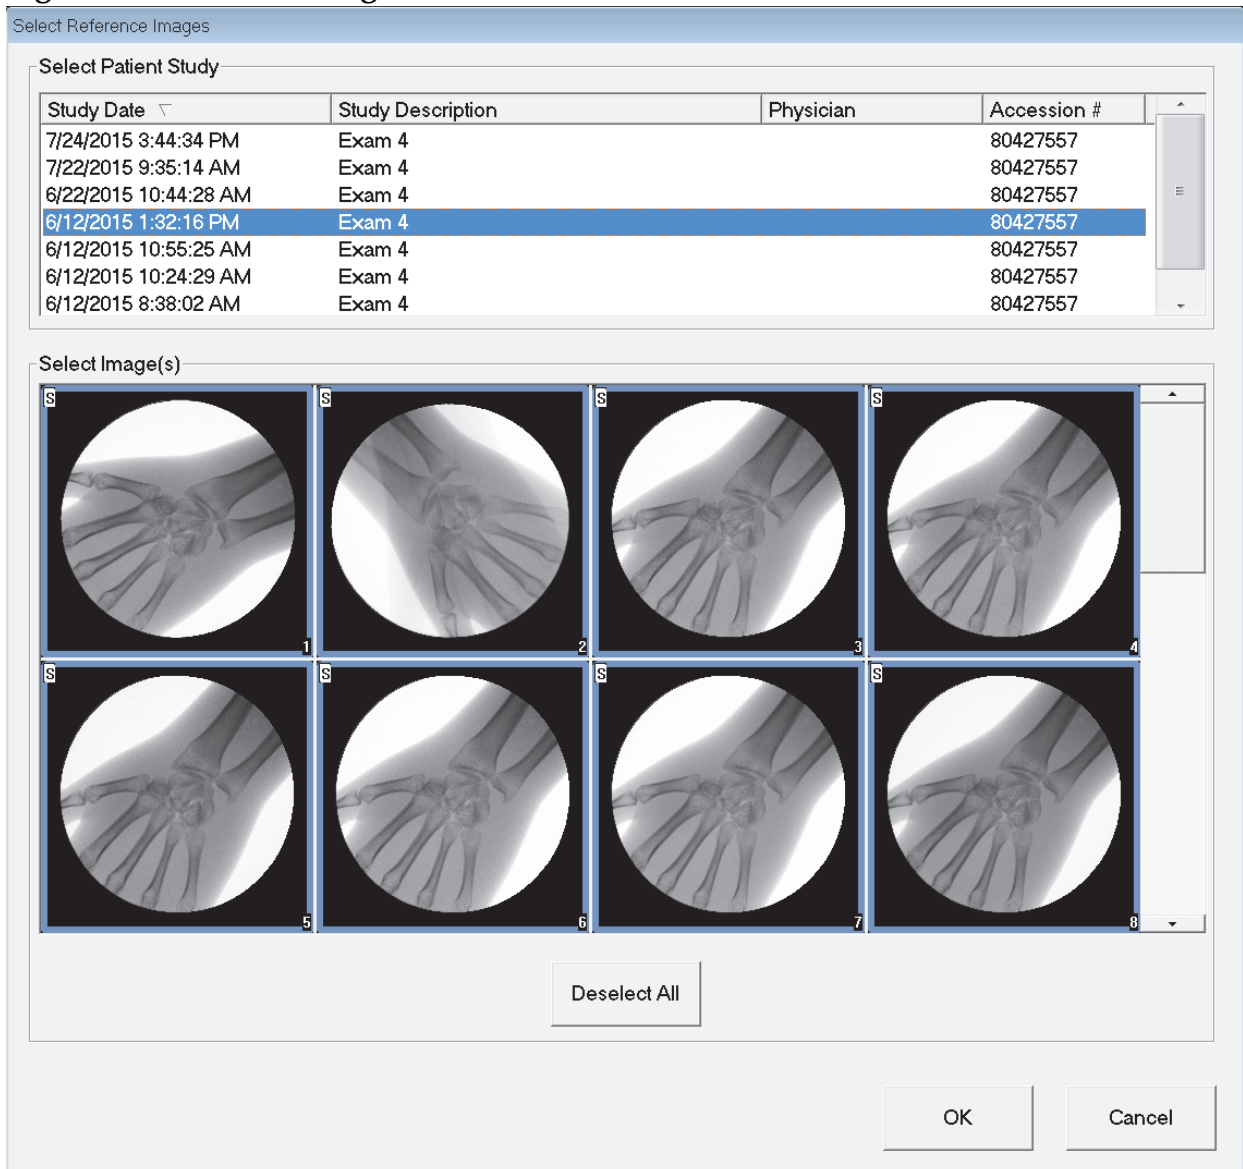 Select Reference Images
Select Patient Study
Study Date Study Description Physician Accession #
7/24/2015 3:44:34 PM Exam 4 80427557
7/22/2015 9:35:14 AM Exam 4 80427557
6/22/2015 10:44:28 AM Exam 4 80427557
6/12/2015 1:32:16 PM Exam 4 80427557
6/12/2015 10:55:25 AM Exam 4 80427557
6/12/2015 10:24:29 AM Exam 4 80427557
6/12/2015 8:38:02 AM Exam 4 80427557
Select Image(s)
S S S S
1 2 3 4
S S S S
5 6 7 8
Deselect All
OK Cancel